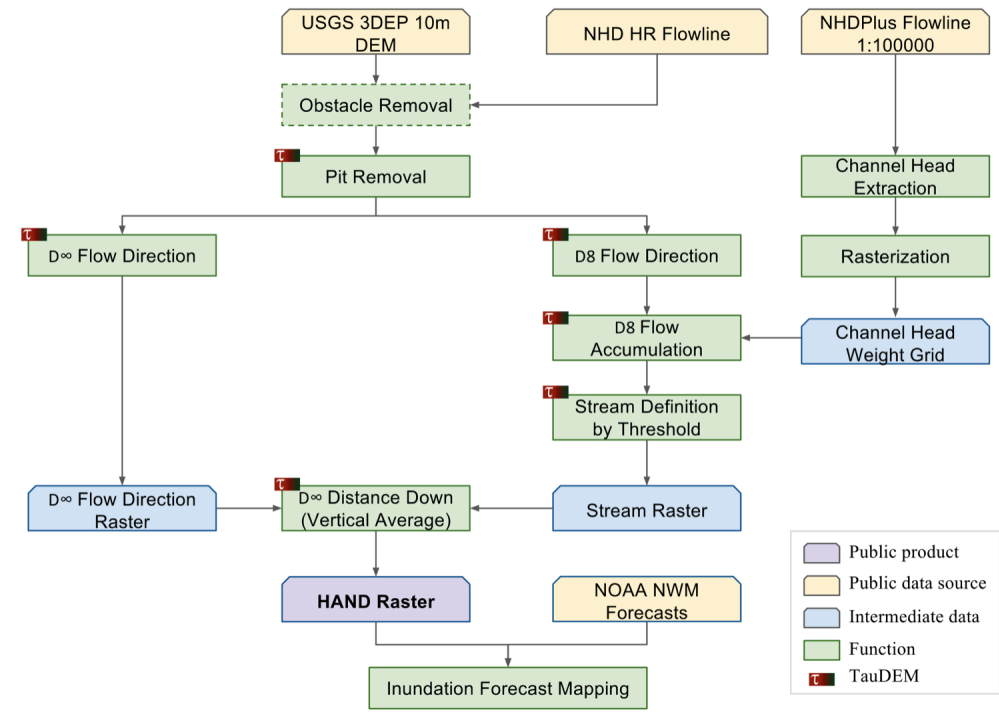 USGS 3DEP 10m
DEM
NHD HR Flowline
NHDPlus Flowline
1:100000
Obstacle Removal
τ
Pit Removal
Channel Head
Extraction
τ
D∞ Flow Direction
τ
D8 Flow Direction
Rasterization
τ
D8 Flow
Accumulation
Channel Head
Weight Grid
τ
Stream Definition
by Threshold
D∞ Flow Direction
Raster
τ
D∞ Distance Down
(Vertical Average)
Stream Raster
HAND Raster
NOAA NWM
Forecasts
Inundation Forecast Mapping
Public product
Public data source
Intermediate data
Function
τ TauDEM